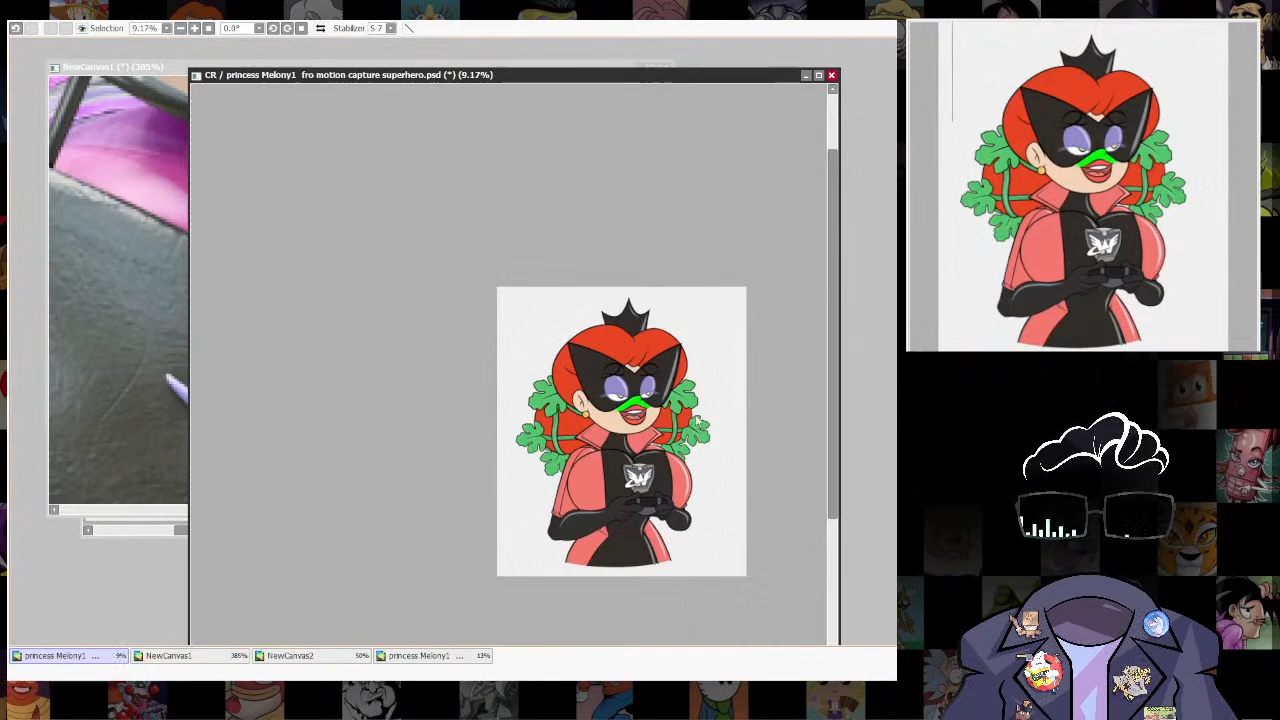 Selection 9.17% 0.0° Stabilizer S-7
NewCanvas1 (*) (385%)
CR / princess Melony1 fro motion capture superhero.psd (*) (9.17%)
W
W
princess Melony1 ... 9%
NewCanvas1 385%
NewCanvas2 50%
princess Melony1 ... 13%